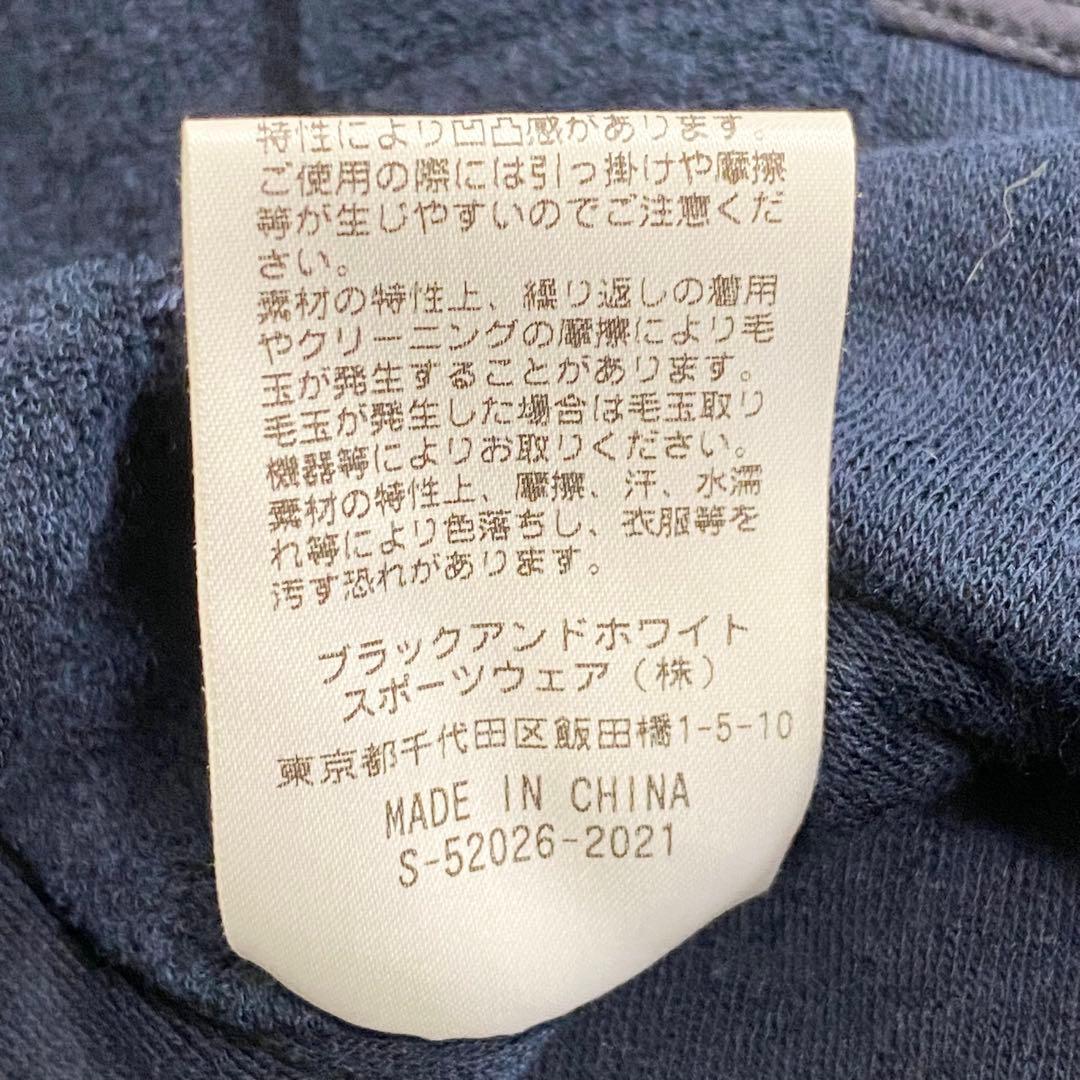 特性により凹凸感があります。
ご使用の際には引っ掛けや摩擦
等が生じやすいのでご注意くだ
さい。
素材の特性上、繰り返しの着用
やクリーニングの摩擦により毛
玉が発生することがあります。
毛玉が発生した場合は毛玉取り
機器等によりお取りください。
素材の特性上、摩擦、汗、水濡
れ等により色落ちし、衣服等を
汚す恐れがあります。
ブラックアンドホワイト
スポーツウェア（株）
東京都千代田区飯田橋1-5-10
MADE IN CHINA
S-52026-2021